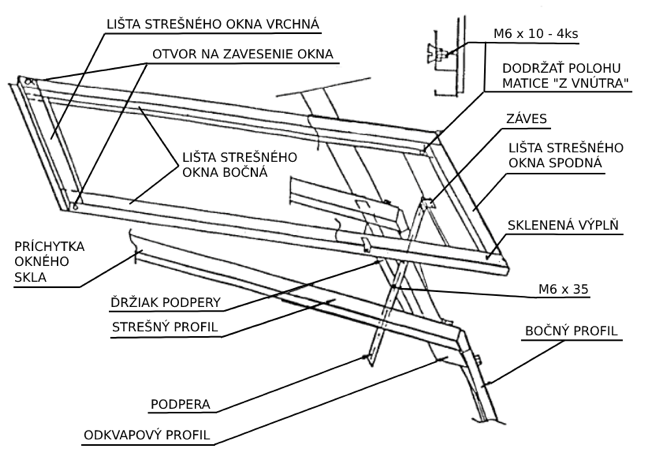 LIŠTA STREŠNÉHO OKNA VRCHNÁ
OTVOR NA ZAVESENIE OKNA
M6 x 10 - 4ks
DODRŽAŤ POLOHU
MATICE "Z VNÚTRA"
ZÁVES
LIŠTA STREŠNÉHO
OKNA SPODNÁ
LIŠTA STREŠNÉHO
OKNA BOČNÁ
SKLENENÁ VÝPLŇ
PRÍCHYTKA
OKNÉHO
SKLA
M6 x 35
ĎRŽIAK PODPERY
STREŠNÝ PROFIL
BOČNÝ PROFIL
PODPERA
ODKVAPOVÝ PROFIL